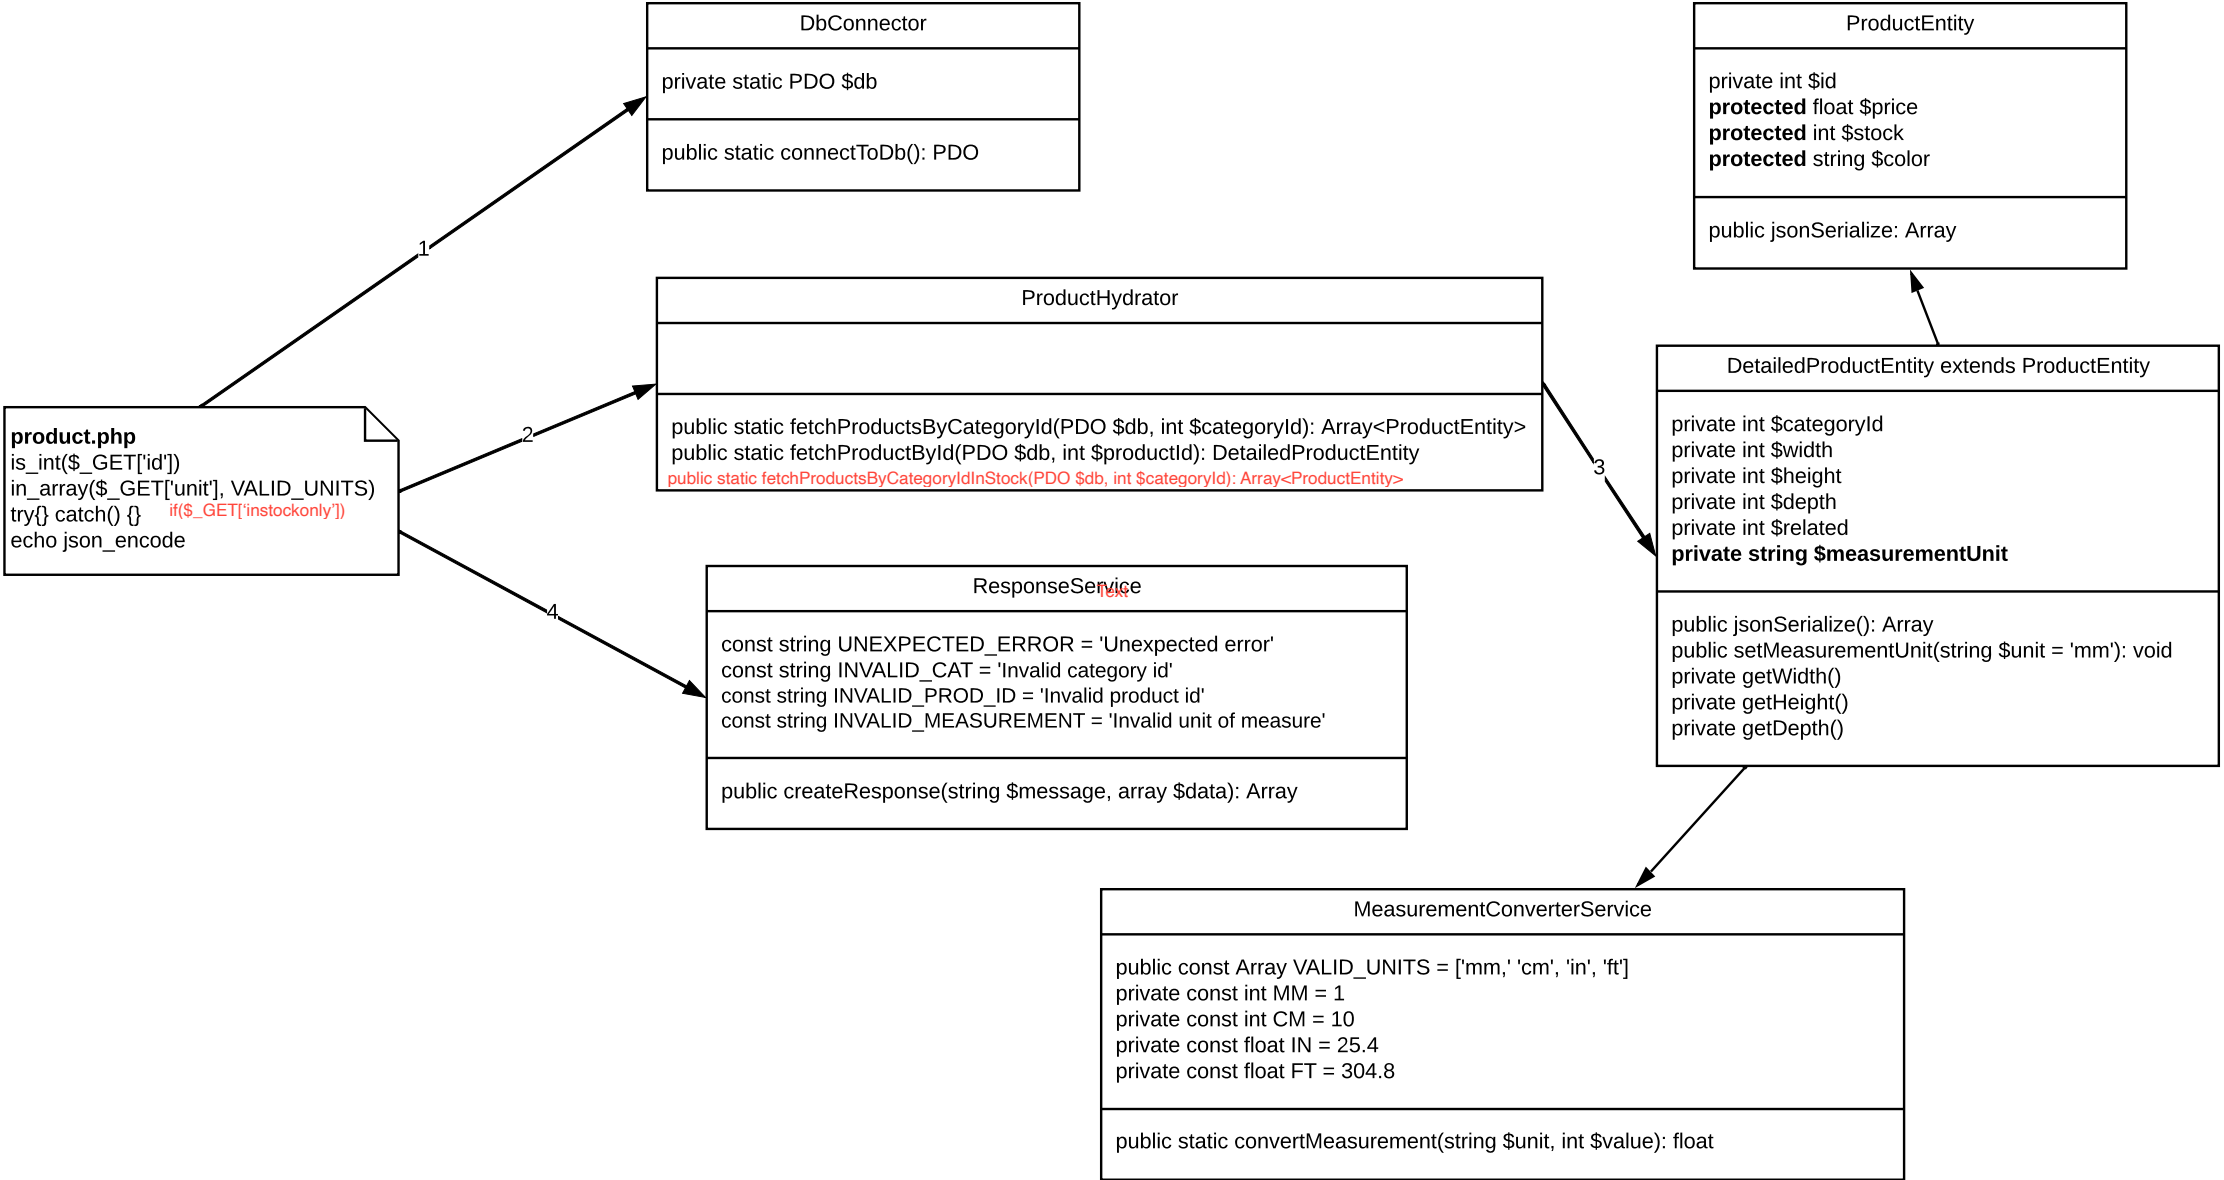 DbConnector
private static PDO $db
public static connectToDb(): PDO
ProductEntity
private int $id
protected float $price
protected int $stock
protected string $color
public jsonSerialize: Array
1
ProductHydrator
public static fetchProductsByCategoryId(PDO $db, int $categoryId): Array<ProductEntity>
public static fetchProductById(PDO $db, int $productId): DetailedProductEntity
public static fetchProductsByCategoryIdInStock(PDO $db, int $categoryId): Array<ProductEntity>
2
3
product.php
is_int($_GET['id'])
in_array($_GET['unit'], VALID_UNITS)
try{} catch() {}
if($_GET[‘instockonly’])
echo json_encode
4
DetailedProductEntity extends ProductEntity
private int $categoryId
private int $width
private int $height
private int $depth
private int $related
private string $measurementUnit
public jsonSerialize(): Array
public setMeasurementUnit(string $unit = 'mm'): void
private getWidth()
private getHeight()
private getDepth()
ResponseService
Text
const string UNEXPECTED_ERROR = 'Unexpected error'
const string INVALID_CAT = 'Invalid category id'
const string INVALID_PROD_ID = 'Invalid product id'
const string INVALID_MEASUREMENT = 'Invalid unit of measure'
public createResponse(string $message, array $data): Array
MeasurementConverterService
public const Array VALID_UNITS = ['mm,' 'cm', 'in', 'ft']
private const int MM = 1
private const int CM = 10
private const float IN = 25.4
private const float FT = 304.8
public static convertMeasurement(string $unit, int $value): float